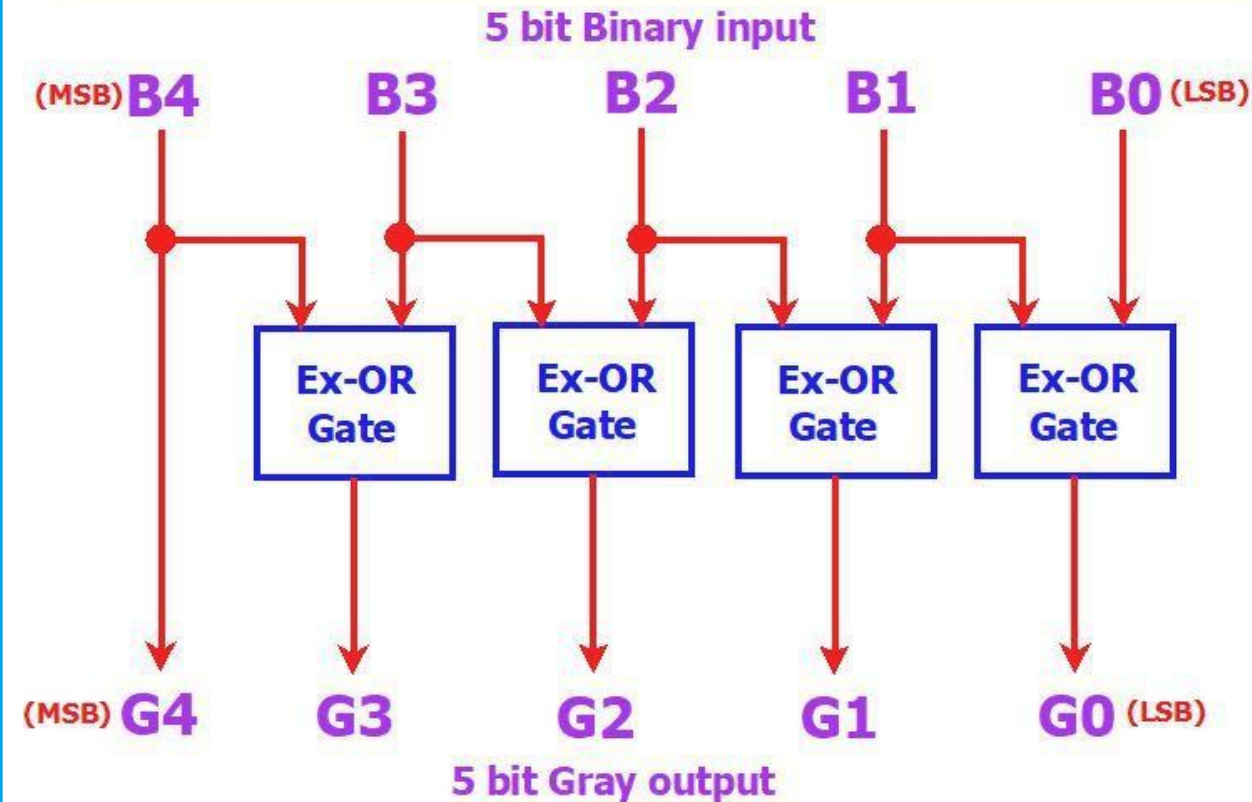 5 bit Binary input
(MSB) B4 B3 B2 B1 B0 (LSB)
Ex-OR Gate
Ex-OR Gate
Ex-OR Gate
Ex-OR Gate
(MSB) G4 G3 G2 G1 G0 (LSB)
5 bit Gray output